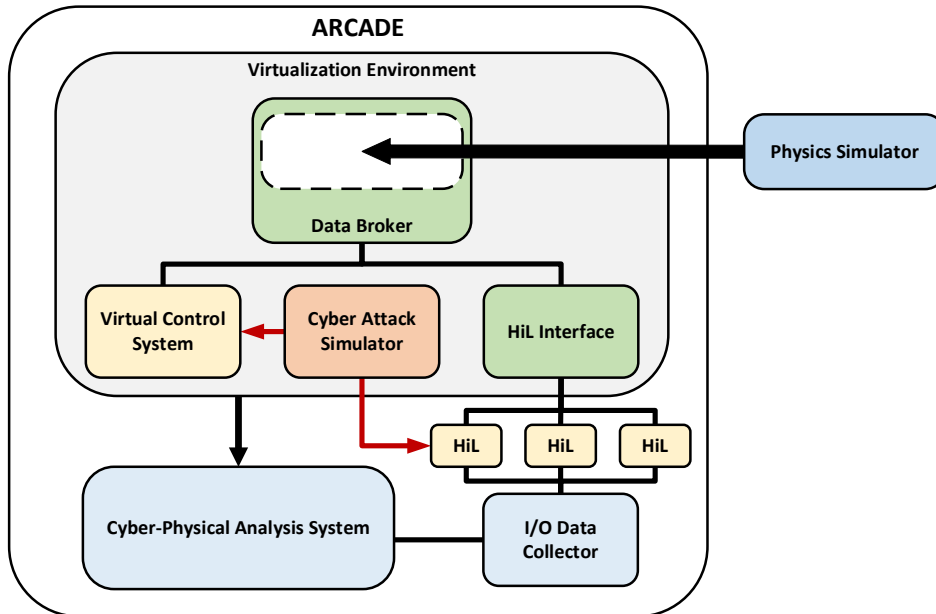 ARCADE
Virtualization Environment
Physics Simulator
Data Broker
Virtual Control
System
Cyber Attack
Simulator
HiL Interface
HiL
HiL
HiL
Cyber-Physical Analysis System
I/O Data
Collector